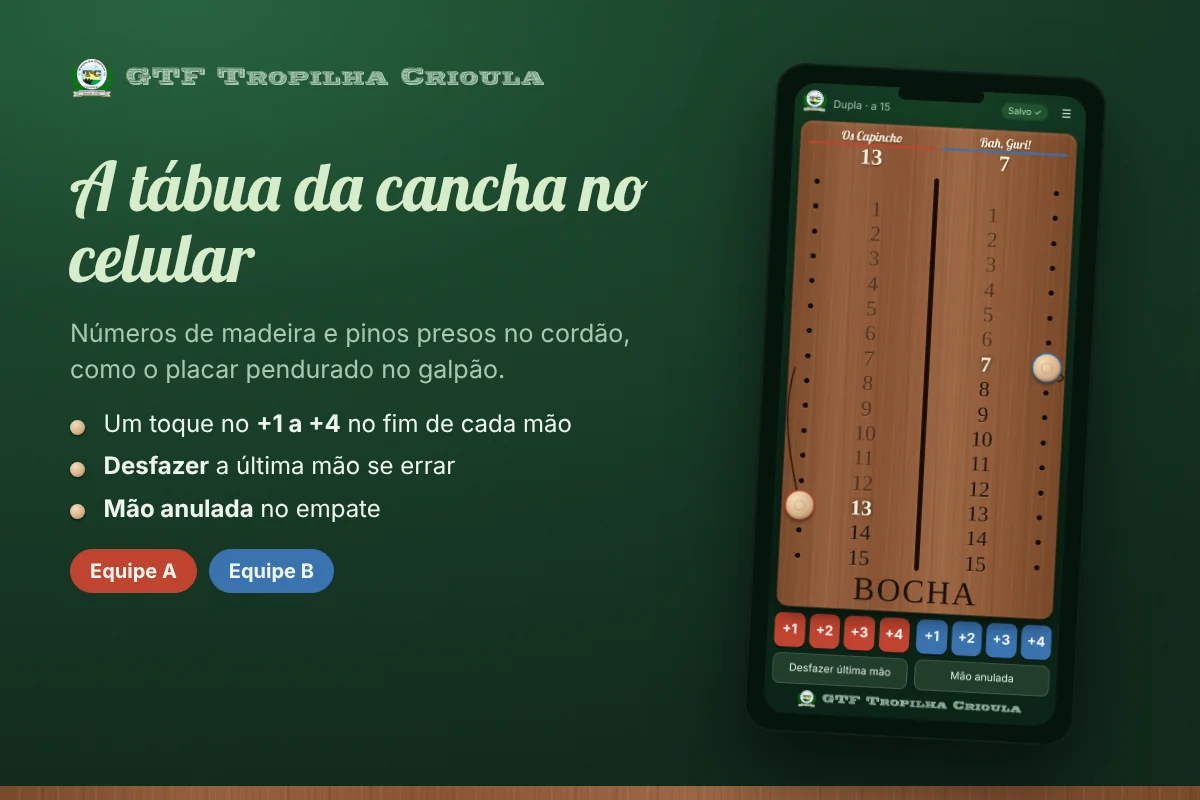 GTF Tropilha Crioula
A tábua da cancha no
celular
Números de madeira e pinos presos no cordão,
como o placar pendurado no galpão.
Um toque no +1 a +4 no fim de cada mão
Desfazer a última mão se errar
Mão anulada no empate
Equipe A
Equipe B
Dupla · a 15
Salvo ✓
☰
Os Capincho
Bah, Guri!
13
7
1
2
3
4
5
6
7
8
9
10
11
12
13
14
15
1
2
3
4
5
6
7
8
9
10
11
12
13
14
15
BOCHA
+1 +2 +3 +4 +1 +2 +3 +4
Desfazer última mão
Mão anulada
GTF Tropilha Crioula